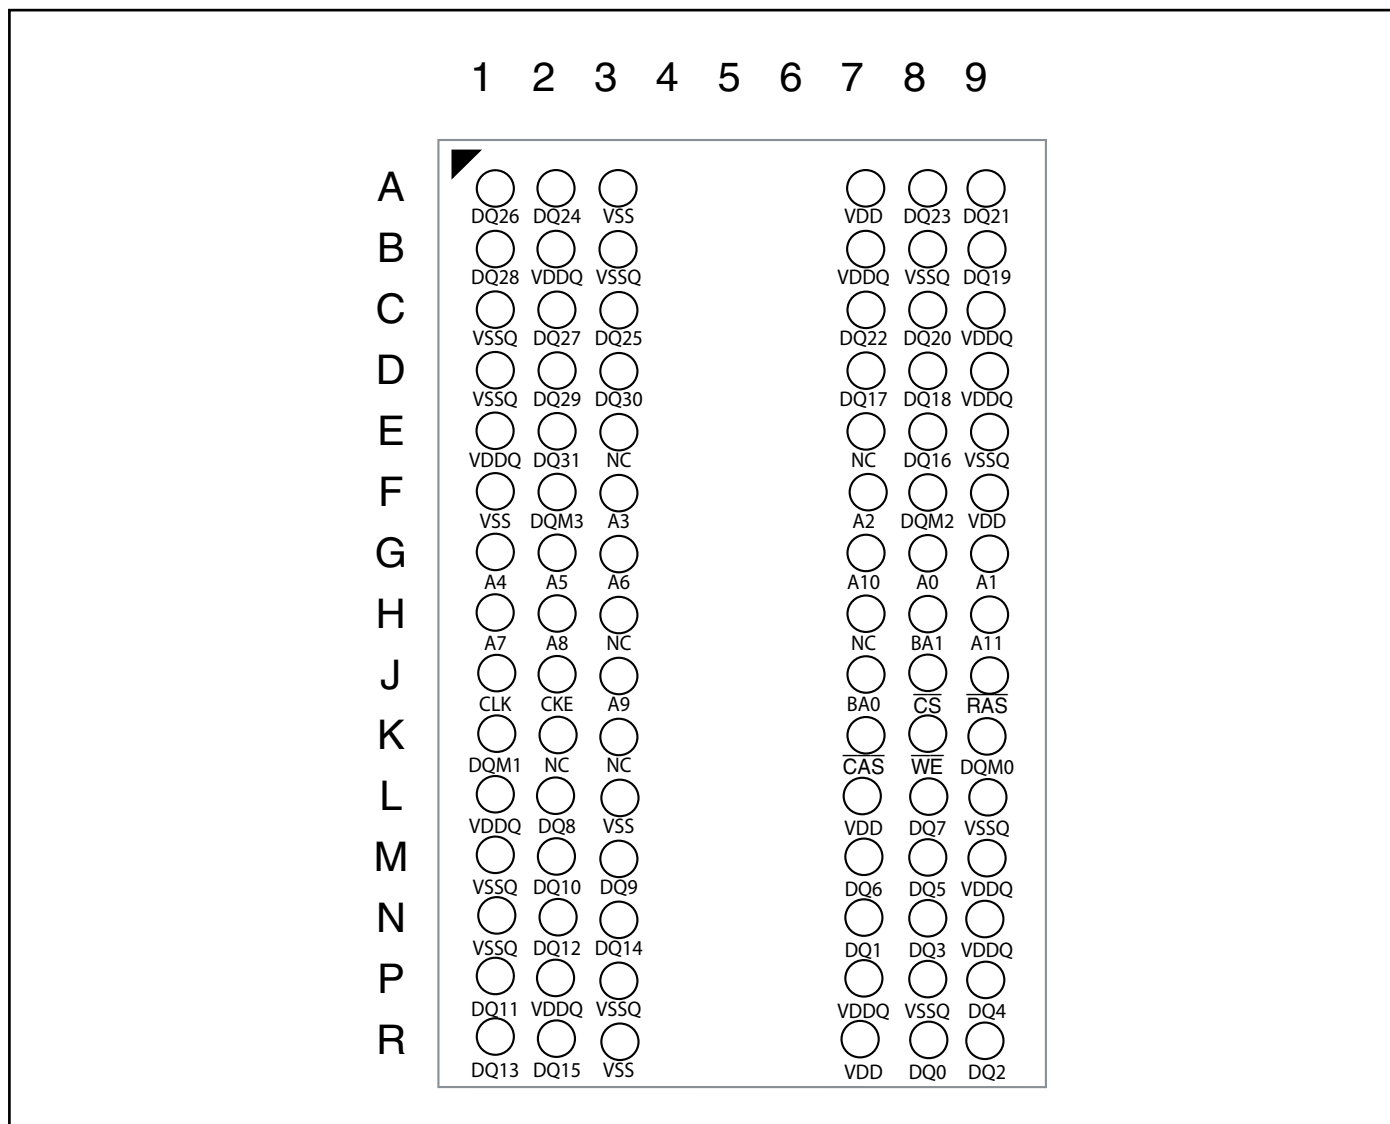 1 2 3 4 5 6 7 8 9
A
DQ26 DQ24 VSS VDD DQ23 DQ21
B
DQ28 VDDQ VSSQ VDDQ VSSQ DQ19
C
VSSQ DQ27 DQ25 DQ22 DQ20 VDDQ
D
VSSQ DQ29 DQ30 DQ17 DQ18 VDDQ
E
VDDQ DQ31 NC NC DQ16 VSSQ
F
VSS DQM3 A3 A2 DQM2 VDD
G
A4 A5 A6 A10 A0 A1
H
A7 A8 NC NC BA1 A11
J
CLK CKE A9 BA0 C̅S̅ R̅A̅S̅
K
DQM1 NC NC C̅A̅S̅ W̅E̅ DQM0
L
VDDQ DQ8 VSS VDD DQ7 VSSQ
M
VSSQ DQ10 DQ9 DQ6 DQ5 VDDQ
N
VSSQ DQ12 DQ14 DQ1 DQ3 VDDQ
P
DQ11 VDDQ VSSQ VDDQ VSSQ DQ4
R
DQ13 DQ15 VSS VDD DQ0 DQ2